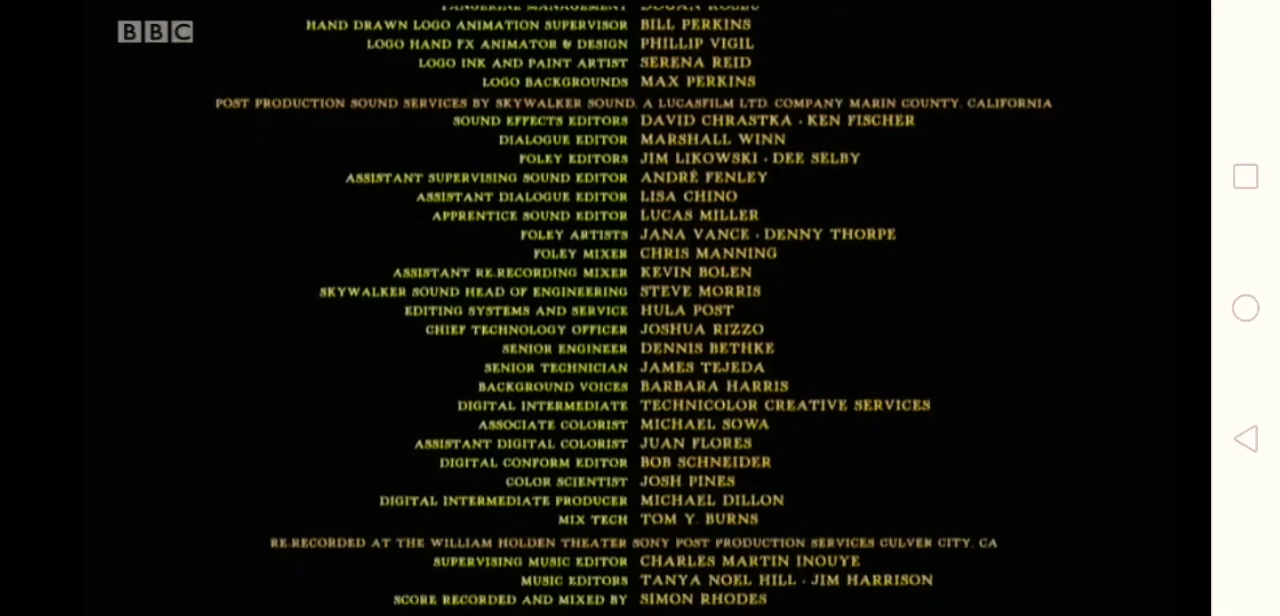 BBC
TANGERINE MANAGEMENT DOGAN ROSEO
HAND DRAWN LOGO ANIMATION SUPERVISOR BILL PERKINS
LOGO HAND FX ANIMATOR & DESIGN PHILLIP VIGIL
LOGO INK AND PAINT ARTIST SERENA REID
LOGO BACKGROUNDS MAX PERKINS
POST PRODUCTION SOUND SERVICES BY SKYWALKER SOUND, A LUCASFILM LTD. COMPANY MARIN COUNTY, CALIFORNIA
SOUND EFFECTS EDITORS DAVID CHRASTKA · KEN FISCHER
DIALOGUE EDITOR MARSHALL WINN
FOLEY EDITORS JIM LIKOWSKI · DEE SELBY
ASSISTANT SUPERVISING SOUND EDITOR ANDRÉ FENLEY
ASSISTANT DIALOGUE EDITOR LISA CHINO
APPRENTICE SOUND EDITOR LUCAS MILLER
FOLEY ARTISTS JANA VANCE · DENNY THORPE
FOLEY MIXER CHRIS MANNING
ASSISTANT RE-RECORDING MIXER KEVIN BOLEN
SKYWALKER SOUND HEAD OF ENGINEERING STEVE MORRIS
EDITING SYSTEMS AND SERVICE HULA POST
CHIEF TECHNOLOGY OFFICER JOSHUA RIZZO
SENIOR ENGINEER DENNIS BETHKE
SENIOR TECHNICIAN JAMES TEJEDA
BACKGROUND VOICES BARBARA HARRIS
DIGITAL INTERMEDIATE TECHNICOLOR CREATIVE SERVICES
ASSOCIATE COLORIST MICHAEL SOWA
ASSISTANT DIGITAL COLORIST JUAN FLORES
DIGITAL CONFORM EDITOR BOB SCHNEIDER
COLOR SCIENTIST JOSH PINES
DIGITAL INTERMEDIATE PRODUCER MICHAEL DILLON
MIX TECH TOM Y. BURNS
RE-RECORDED AT THE WILLIAM HOLDEN THEATER SONY POST PRODUCTION SERVICES CULVER CITY, CA
SUPERVISING MUSIC EDITOR CHARLES MARTIN INOUYE
MUSIC EDITORS TANYA NOEL HILL · JIM HARRISON
SCORE RECORDED AND MIXED BY SIMON RHODES